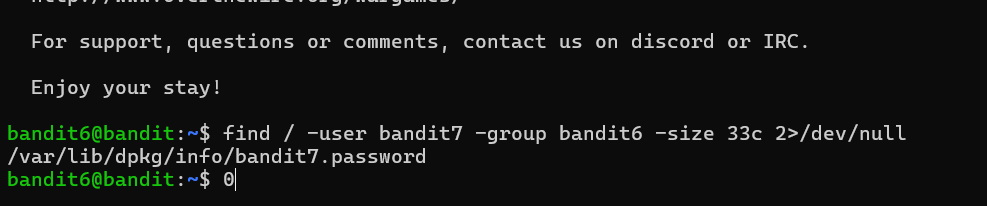 For support, questions or comments, contact us on discord or IRC.
Enjoy your stay!
bandit6@bandit:~$ find / -user bandit7 -group bandit6 -size 33c 2>/dev/null
/var/lib/dpkg/info/bandit7.password
bandit6@bandit:~$ 0